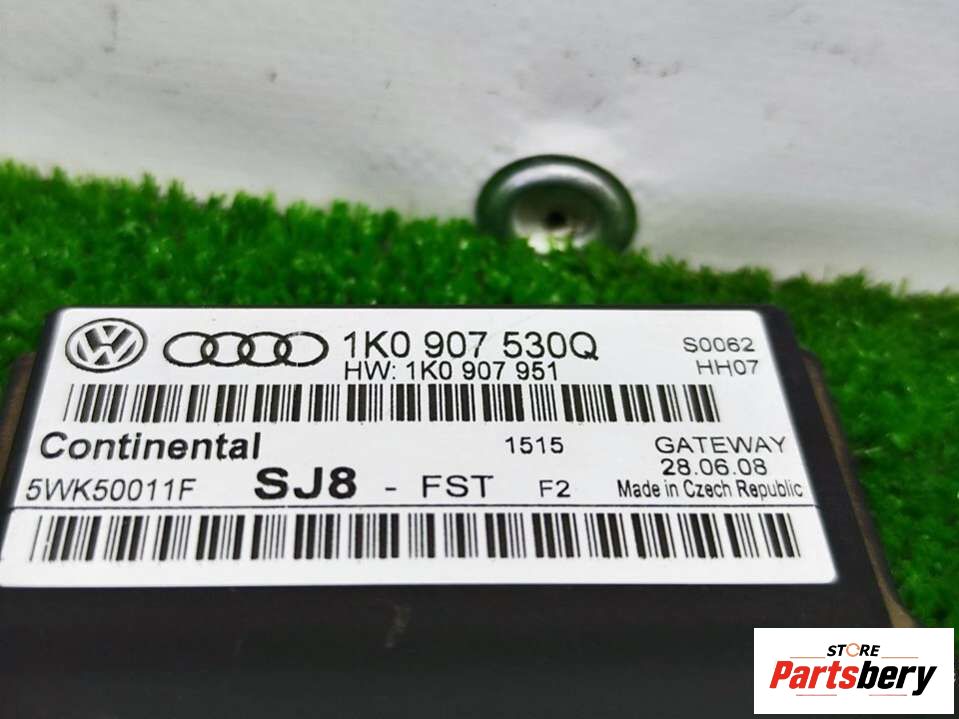 1K0 907 530Q S0062
HW: 1K0 907 951 HH07
Continental 1515 GATEWAY
28.06.08
5WK50011F SJ8 - FST F2 Made in Czech Republic
STORE
Partsbery